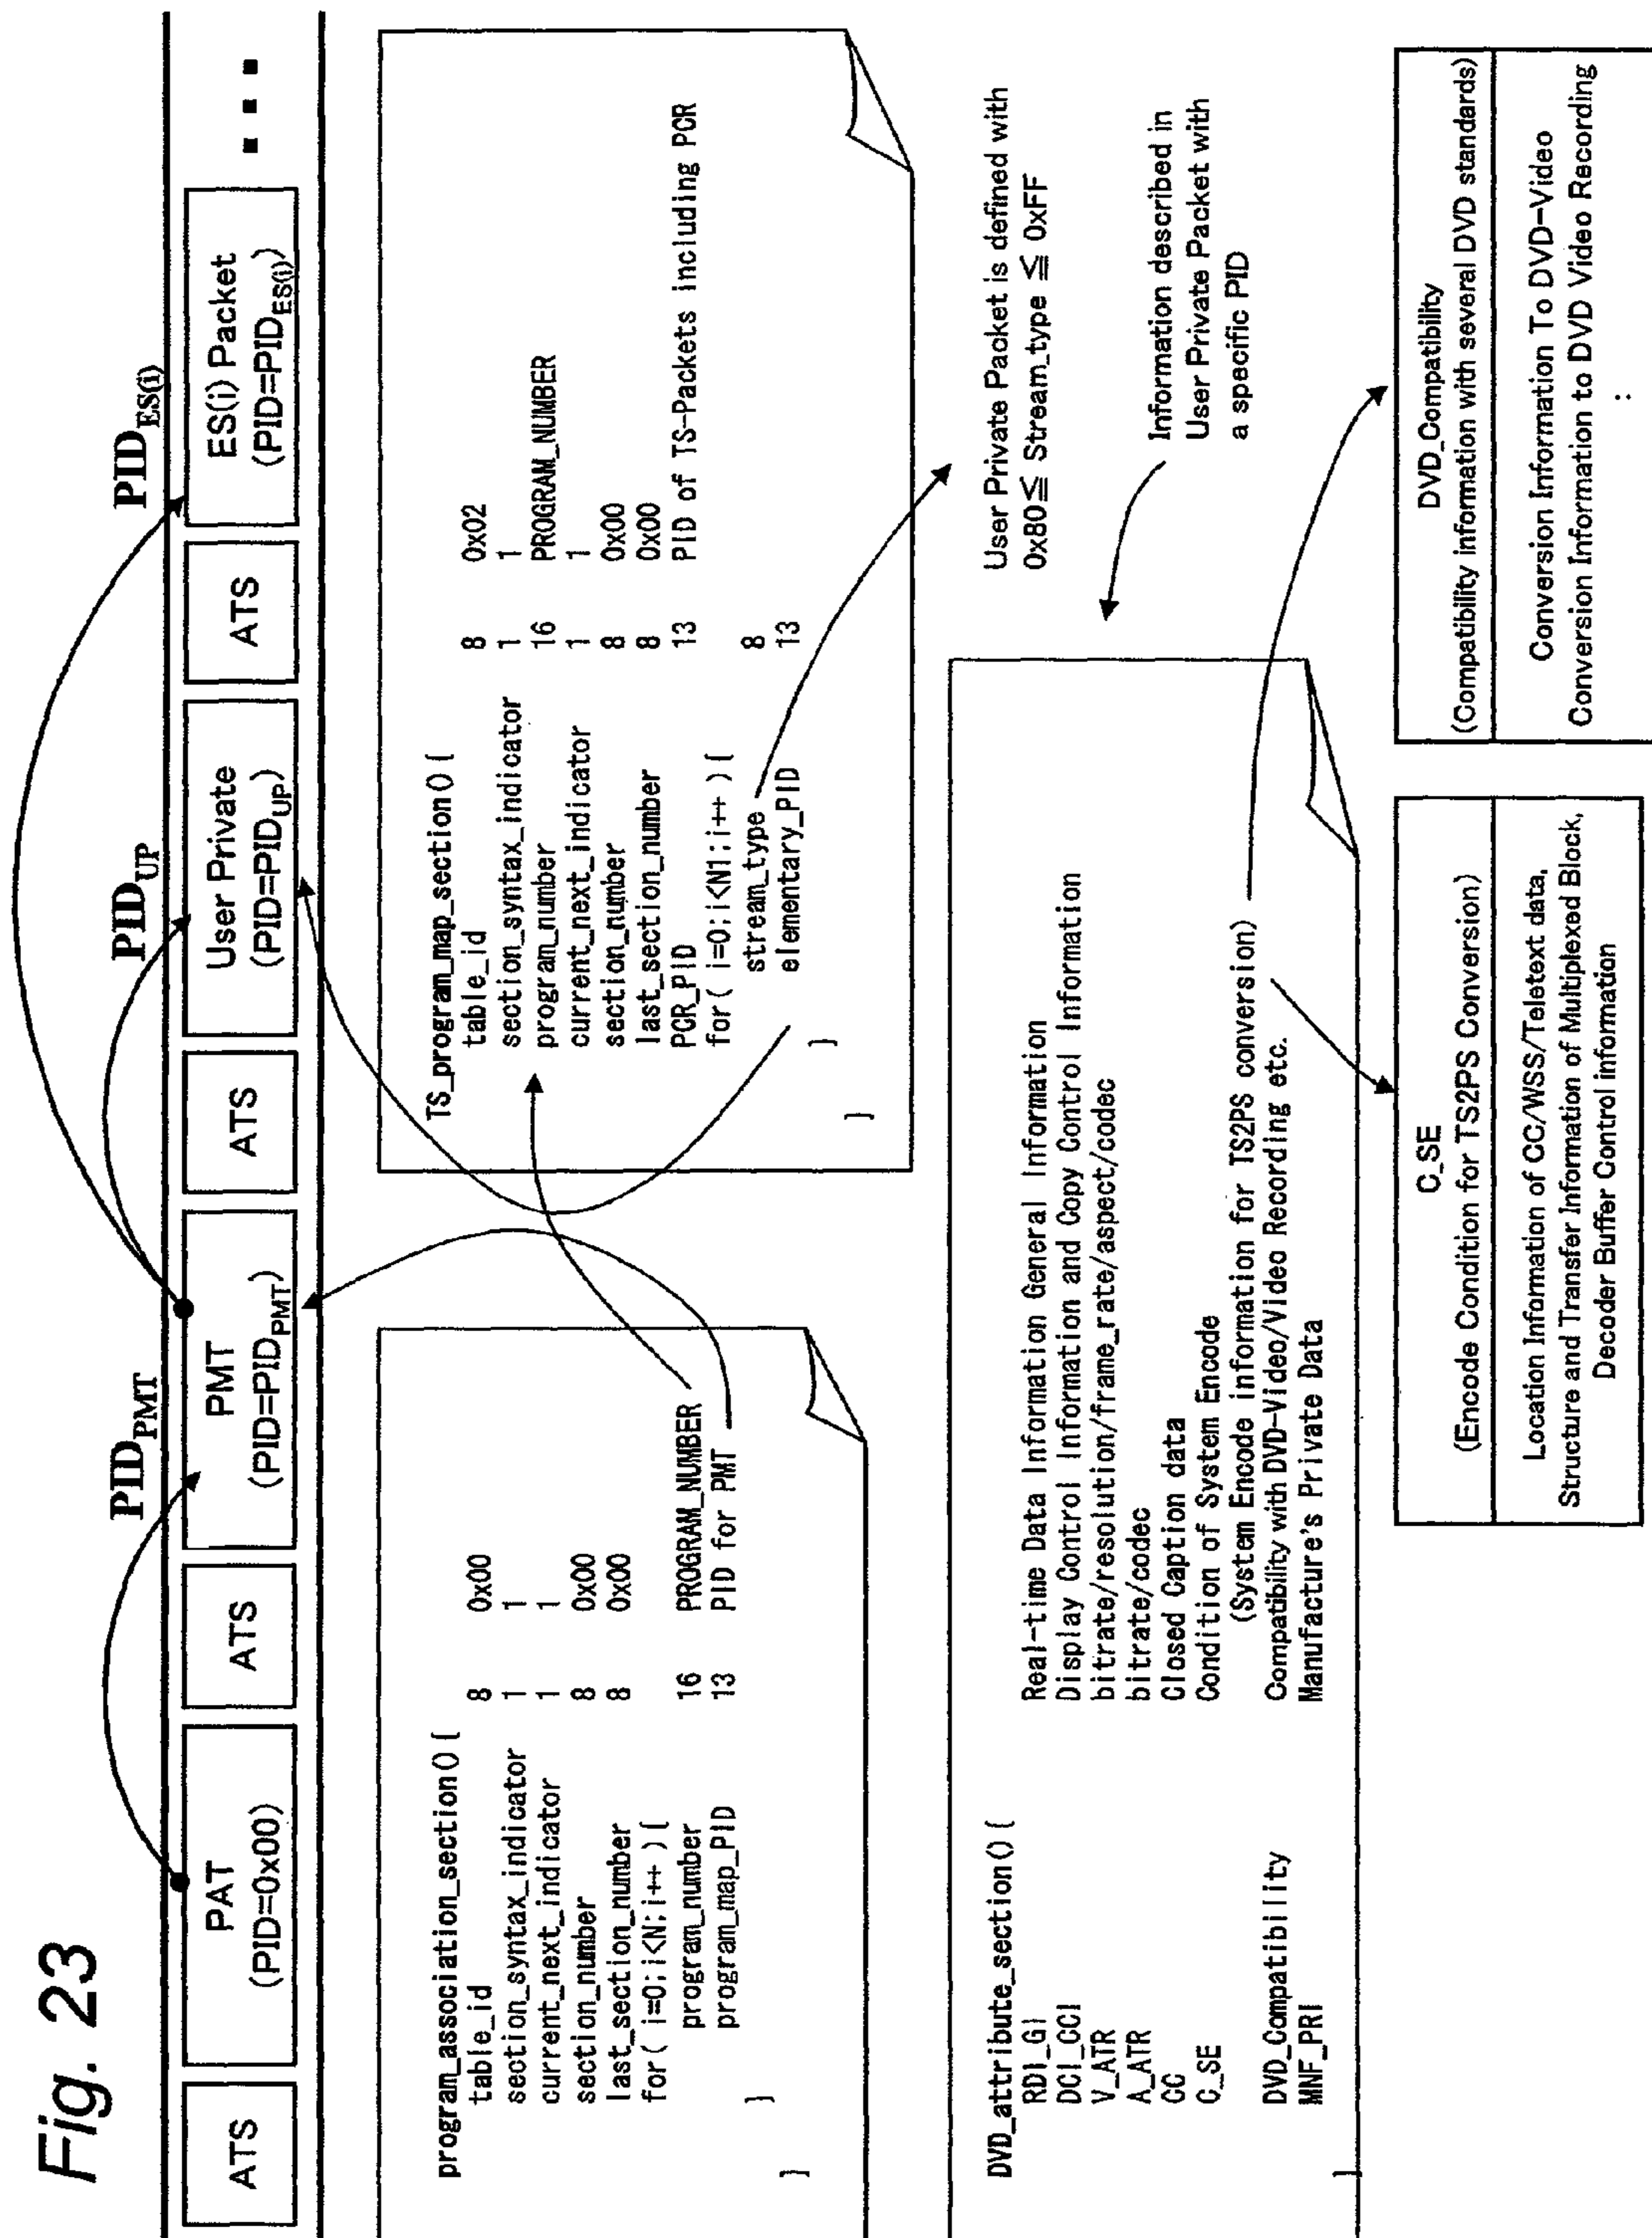 Fig. 23
PID_PMT
PID_UP
PID_ES(i)
ATS
PAT
(PID=0x00)
ATS
PMT
(PID=PID_PMT)
ATS
User Private
(PID=PID_UP)
ATS
ES(i) Packet
(PID=PID_ES(i))
program_association_section() {
table_id 8 0x00
section_syntax_indicator 1 1
current_next_indicator 1 1
section_number 8 0x00
last_section_number 8 0x00
for( i=0;i<N;i++ ) {
program_number 16 PROGRAM_NUMBER
program_map_PID 13 PID for PMT
}
TS_program_map_section() {
table_id 8 0x02
section_syntax_indicator 1 1
program_number 16 PROGRAM_NUMBER
current_next_indicator 1 1
section_number 8 0x00
last_section_number 8 0x00
PCR_PID 13 PID of TS-Packets including PCR
for( i=0;i<N1;i++ ) {
stream_type 8
elementary_PID 13
}
}
User Private Packet is defined with
0x80≦ Stream_type ≦ 0xFF
DVD_attribute_section() {
RDI_GI Real-time Data Information General Information
DCI_CCI Display Control Information and Copy Control Information
V_ATR bitrate/resolution/frame_rate/aspect/codec
A_ATR bitrate/codec
CC Closed Caption data
C_SE Condition of System Encode
(System Encode information for TS2PS conversion)
DVD_Compatibility Compatibility with DVD-Video/Video Recording etc.
MNF_PRI Manufacture's Private Data
}
Information described in
User Private Packet with
a specific PID
C_SE
(Encode Condition for TS2PS Conversion)
Location Information of CC/WSS/Teletext data,
Structure and Transfer Information of Multiplexed Block,
Decoder Buffer Control information
DVD_Compatibility
(Compatibility information with several DVD standards)
Conversion Information To DVD-Video
Conversion Information to DVD Video Recording
: